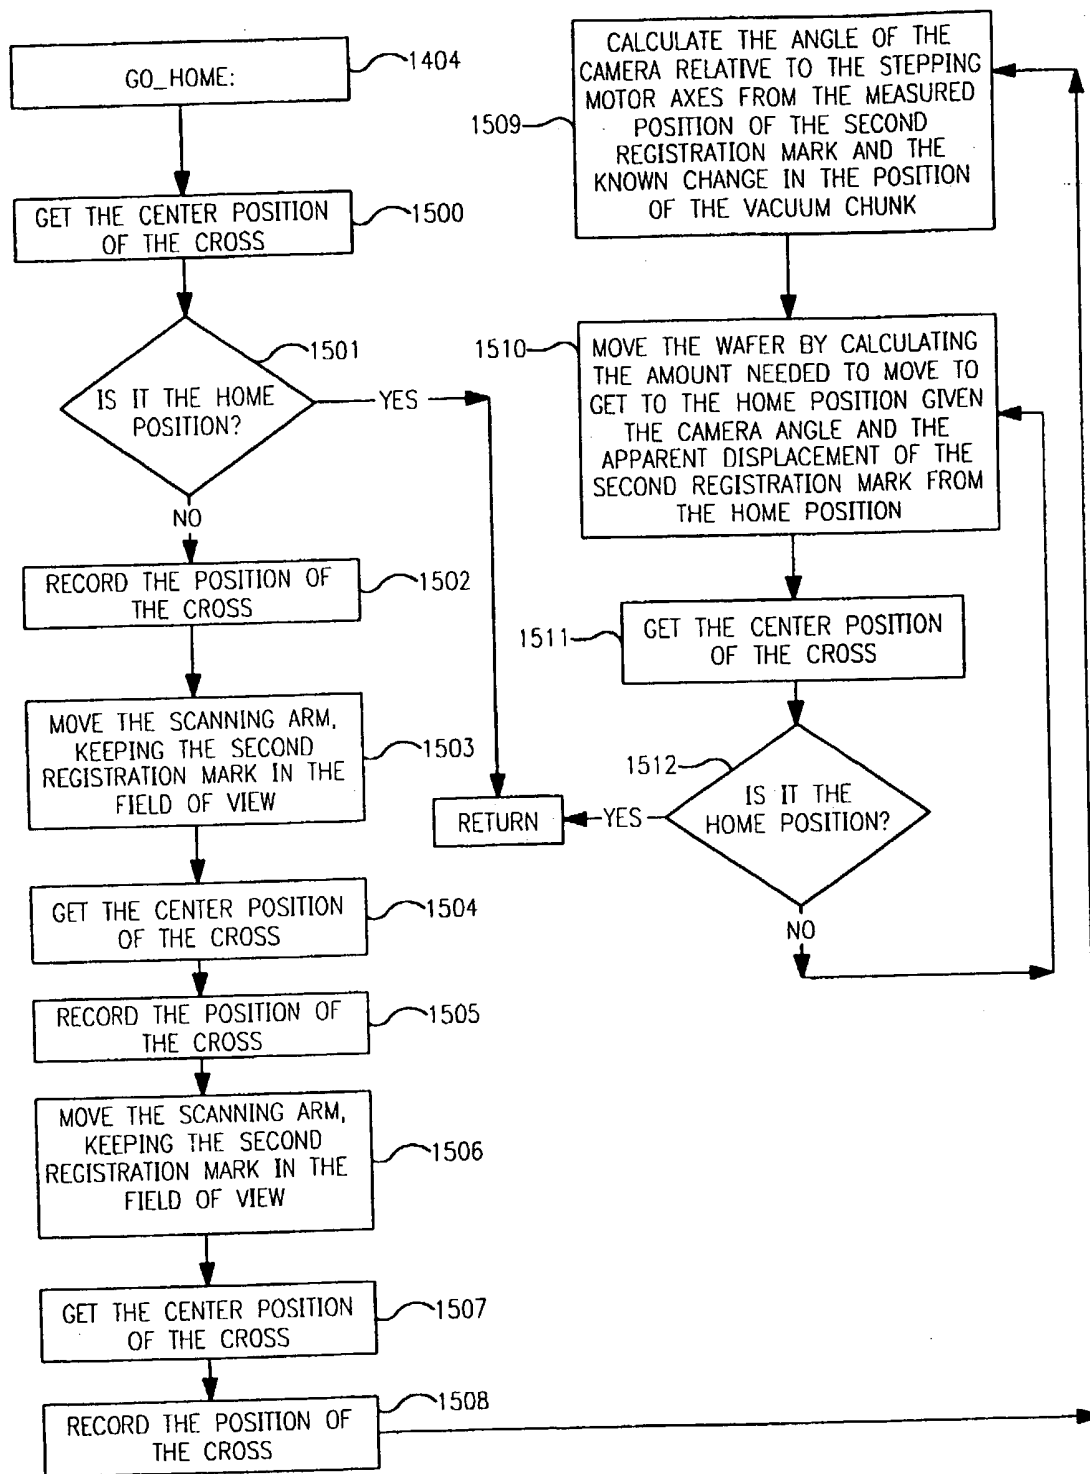 GO_HOME:
1404
GET THE CENTER POSITION
OF THE CROSS
1500
IS IT THE HOME
POSITION?
1501
YES
NO
RECORD THE POSITION OF
THE CROSS
1502
MOVE THE SCANNING ARM,
KEEPING THE SECOND
REGISTRATION MARK IN THE
FIELD OF VIEW
1503
GET THE CENTER POSITION
OF THE CROSS
1504
RECORD THE POSITION OF
THE CROSS
1505
MOVE THE SCANNING ARM,
KEEPING THE SECOND
REGISTRATION MARK IN THE
FIELD OF VIEW
1506
GET THE CENTER POSITION
OF THE CROSS
1507
RECORD THE POSITION OF
THE CROSS
1508
1509
CALCULATE THE ANGLE OF THE
CAMERA RELATIVE TO THE STEPPING
MOTOR AXES FROM THE MEASURED
POSITION OF THE SECOND
REGISTRATION MARK AND THE
KNOWN CHANGE IN THE POSITION
OF THE VACUUM CHUNK
1510
MOVE THE WAFER BY CALCULATING
THE AMOUNT NEEDED TO MOVE TO
GET TO THE HOME POSITION GIVEN
THE CAMERA ANGLE AND THE
APPARENT DISPLACEMENT OF THE
SECOND REGISTRATION MARK FROM
THE HOME POSITION
1511
GET THE CENTER POSITION
OF THE CROSS
1512
IS IT THE
HOME POSITION?
YES
RETURN
NO